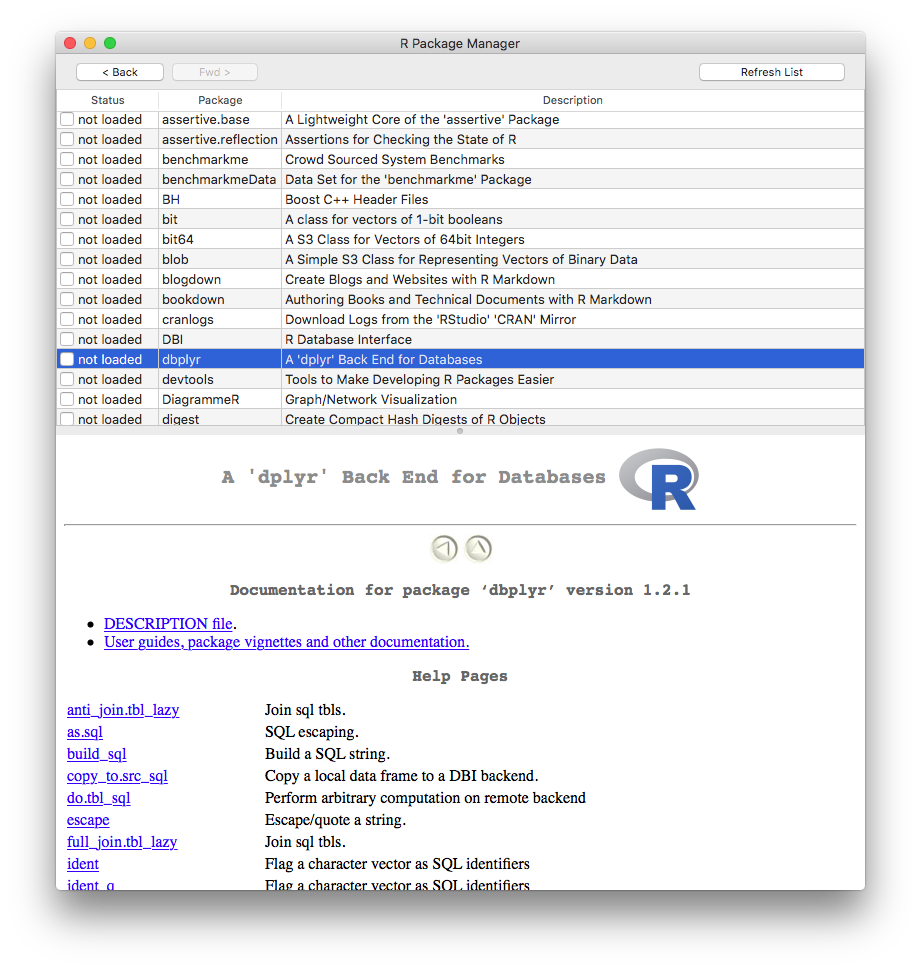 R Package Manager
< Back Fwd > Refresh List
Status Package Description
not loaded assertive.base A Lightweight Core of the 'assertive' Package
not loaded assertive.reflection Assertions for Checking the State of R
not loaded benchmarkme Crowd Sourced System Benchmarks
not loaded benchmarkmeData Data Set for the 'benchmarkme' Package
not loaded BH Boost C++ Header Files
not loaded bit A class for vectors of 1-bit booleans
not loaded bit64 A S3 Class for Vectors of 64bit Integers
not loaded blob A Simple S3 Class for Representing Vectors of Binary Data
not loaded blogdown Create Blogs and Websites with R Markdown
not loaded bookdown Authoring Books and Technical Documents with R Markdown
not loaded cranlogs Download Logs from the 'RStudio' 'CRAN' Mirror
not loaded DBI R Database Interface
not loaded dbplyr A 'dplyr' Back End for Databases
not loaded devtools Tools to Make Developing R Packages Easier
not loaded DiagrammeR Graph/Network Visualization
not loaded digest Create Compact Hash Digests of R Objects
A 'dplyr' Back End for Databases R
Documentation for package ‘dbplyr’ version 1.2.1
• DESCRIPTION file.
• User guides, package vignettes and other documentation.
Help Pages
anti_join.tbl_lazy Join sql tbls.
as.sql SQL escaping.
build_sql Build a SQL string.
copy_to.src_sql Copy a local data frame to a DBI backend.
do.tbl_sql Perform arbitrary computation on remote backend
escape Escape/quote a string.
full_join.tbl_lazy Join sql tbls.
ident Flag a character vector as SQL identifiers
ident_q Flag a character vector as SQL identifiers